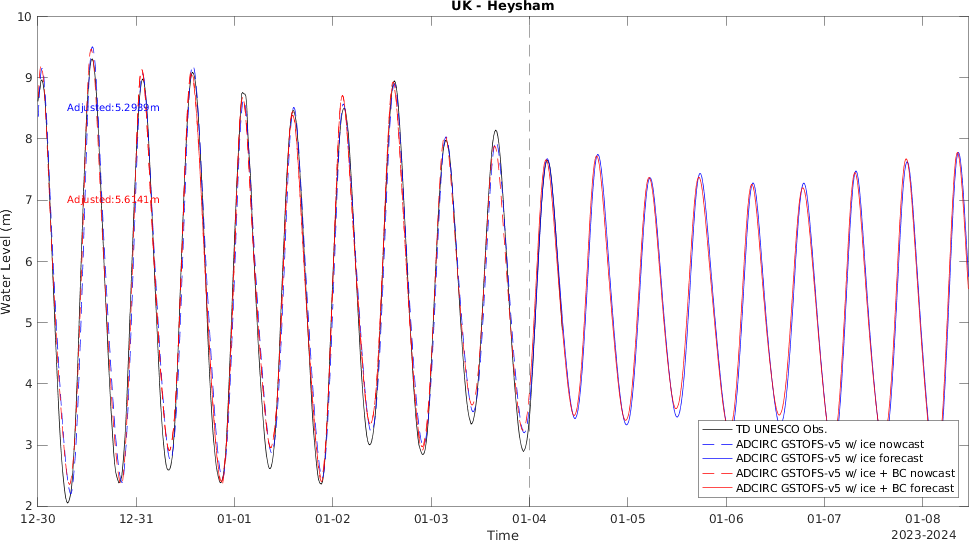 UK - Heysham
10
9
8
7
6
5
4
3
2
Water Level (m)
Adjusted:5.2939m
Adjusted:5.6141m
TD UNESCO Obs.
ADCIRC GSTOFS-v5 w/ ice nowcast
ADCIRC GSTOFS-v5 w/ ice forecast
ADCIRC GSTOFS-v5 w/ ice + BC nowcast
ADCIRC GSTOFS-v5 w/ ice + BC forecast
12-30 12-31 01-01 01-02 01-03 01-04 01-05 01-06 01-07 01-08
Time
2023-2024